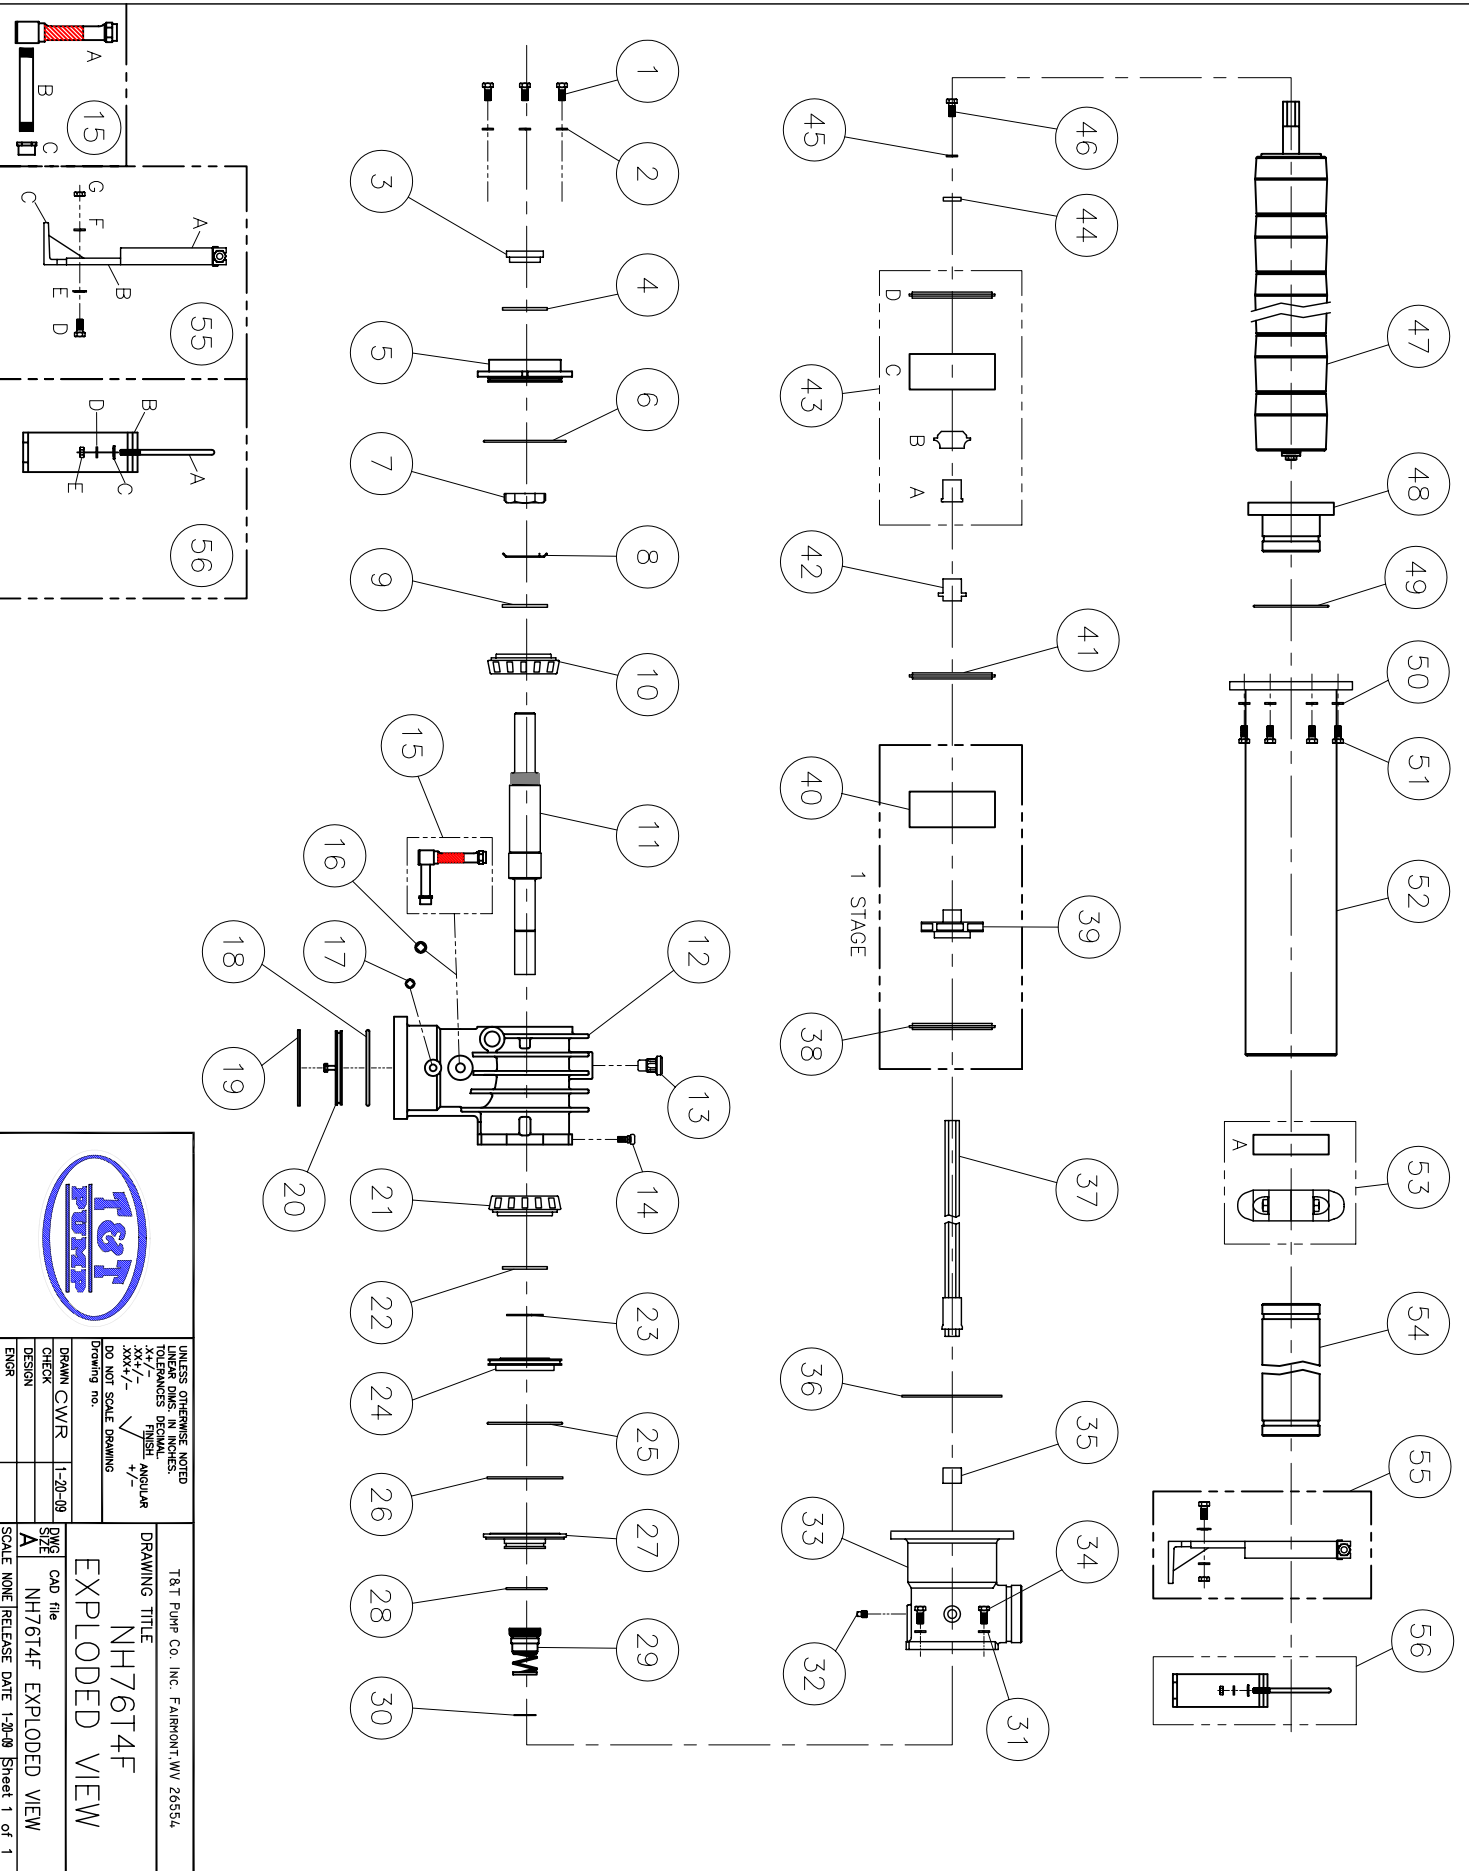 1
2
3
4
5
6
7
8
9
10
11
12
13
14
15
16
17
18
19
20
21
22
23
24
25
26
27
28
29
30
31
32
33
34
35
36
37
38
39
1 STAGE
40
41
42
43
A
B
C
D
44
45
46
47
48
49
50
51
52
53
A
54
55
56
15
A
B
C
55
A
B
C
D
E
F
G
56
A
B
C
D
E
T&T
PUMP
UNLESS OTHERWISE NOTED
LINEAR DIMS. IN INCHES.
TOLERANCES DECIMAL
.X+/-
.XX+/-
.XXX+/-
FINISH
ANGULAR
+/-
DO NOT SCALE DRAWING
Drawing no.
DRAWN CWR 1-20-09
CHECK
DESIGN
ENGR
T&T PUMP CO. INC. FAIRMONT,WV 26554
DRAWING TITLE
NH76T4F
EXPLODED VIEW
DWG SIZE
A
CAD file
NH76T4F EXPLODED VIEW
SCALE NONE RELEASE DATE 1-20-09 Sheet 1 of 1